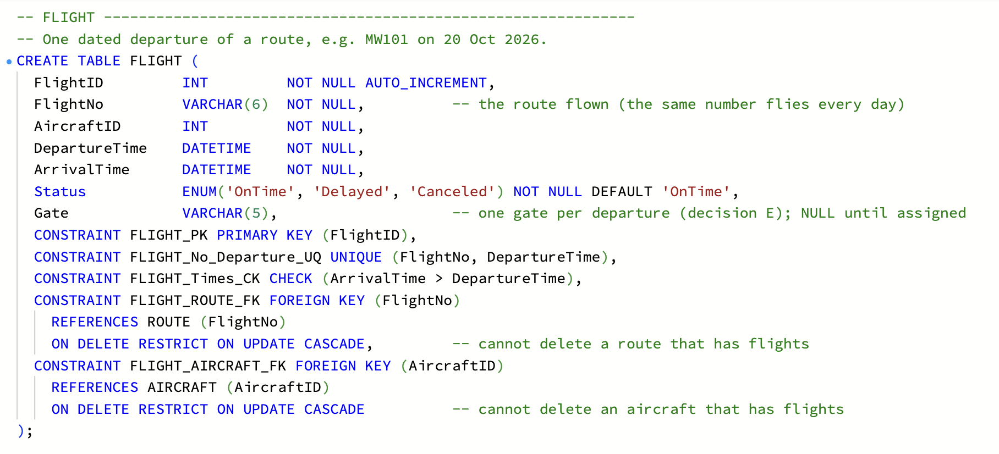 -- FLIGHT -------------------------------------------------------------
-- One dated departure of a route, e.g. MW101 on 20 Oct 2026.
CREATE TABLE FLIGHT (
FlightID INT NOT NULL AUTO_INCREMENT,
FlightNo VARCHAR(6) NOT NULL, -- the route flown (the same number flies every day)
AircraftID INT NOT NULL,
DepartureTime DATETIME NOT NULL,
ArrivalTime DATETIME NOT NULL,
Status ENUM('OnTime', 'Delayed', 'Canceled') NOT NULL DEFAULT 'OnTime',
Gate VARCHAR(5), -- one gate per departure (decision E); NULL until assigned
CONSTRAINT FLIGHT_PK PRIMARY KEY (FlightID),
CONSTRAINT FLIGHT_No_Departure_UQ UNIQUE (FlightNo, DepartureTime),
CONSTRAINT FLIGHT_Times_CK CHECK (ArrivalTime > DepartureTime),
CONSTRAINT FLIGHT_ROUTE_FK FOREIGN KEY (FlightNo)
REFERENCES ROUTE (FlightNo)
ON DELETE RESTRICT ON UPDATE CASCADE, -- cannot delete a route that has flights
CONSTRAINT FLIGHT_AIRCRAFT_FK FOREIGN KEY (AircraftID)
REFERENCES AIRCRAFT (AircraftID)
ON DELETE RESTRICT ON UPDATE CASCADE -- cannot delete an aircraft that has flights
);